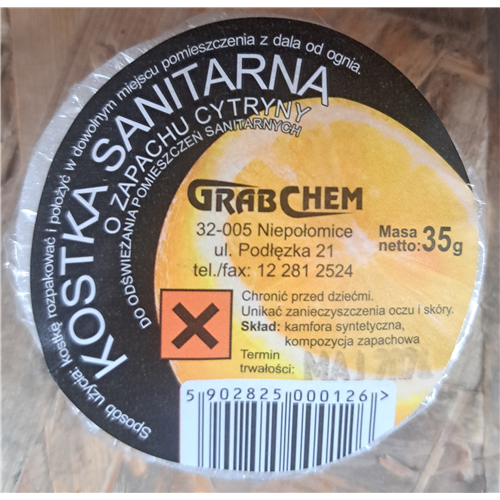 Sposób użycia: kostkę rozpakować i położyć w dowolnym miejscu pomieszczenia z dala od ognia.
KOSTKA SANITARNA
O ZAPACHU CYTRYNY
DO ODŚWIEŻANIA POMIESZCZEŃ SANITARNYCH
GRABCHEM
32-005 Niepołomice
ul. Podłęzka 21
tel./fax: 12 281 2524
Masa
netto: 35g
Chronić przed dziećmi.
Unikać zanieczyszczenia oczu i skóry.
Skład: kamfora syntetyczna,
kompozycja zapachowa
Termin
trwałości: MAJ
5 902825 000126 >